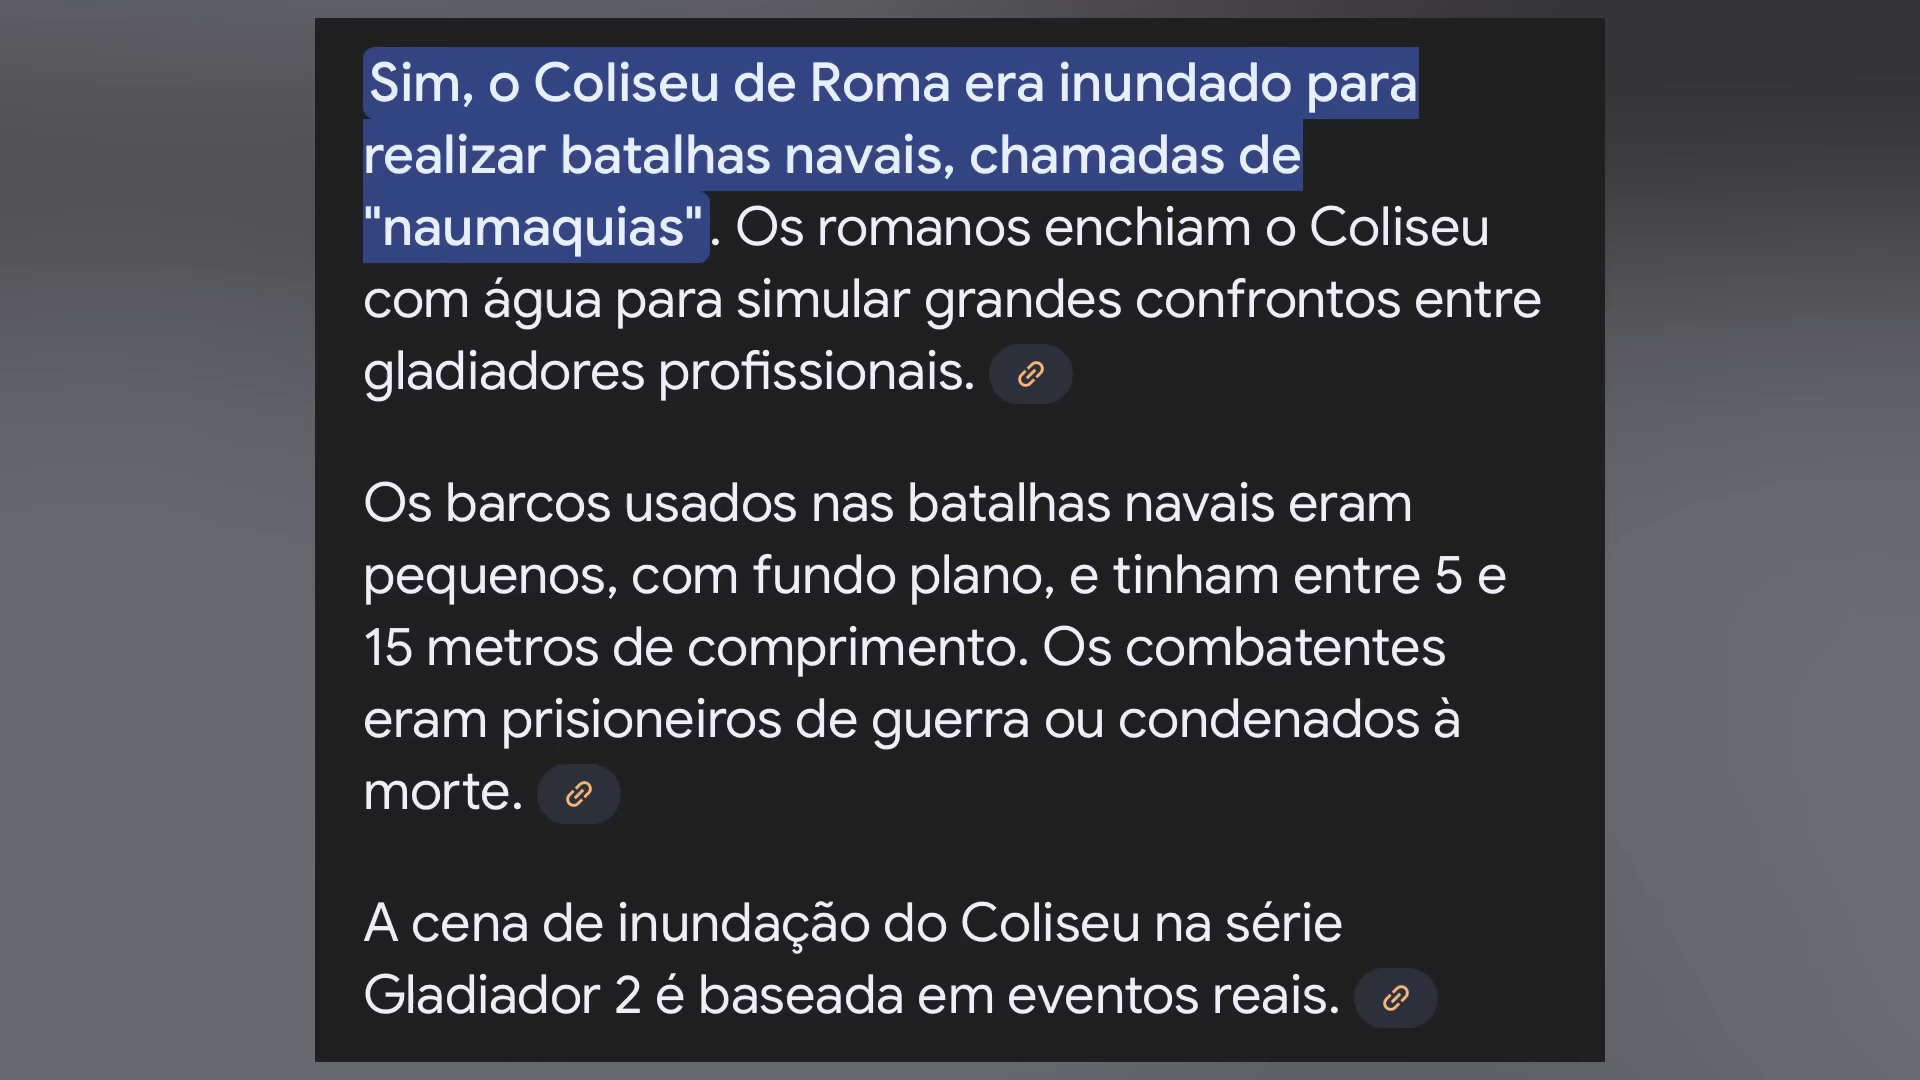 Sim, o Coliseu de Roma era inundado para
realizar batalhas navais, chamadas de
"naumaquias". Os romanos enchiam o Coliseu
com água para simular grandes confrontos entre
gladiadores profissionais.
Os barcos usados nas batalhas navais eram
pequenos, com fundo plano, e tinham entre 5 e
15 metros de comprimento. Os combatentes
eram prisioneiros de guerra ou condenados à
morte.
A cena de inundação do Coliseu na série
Gladiador 2 é baseada em eventos reais.